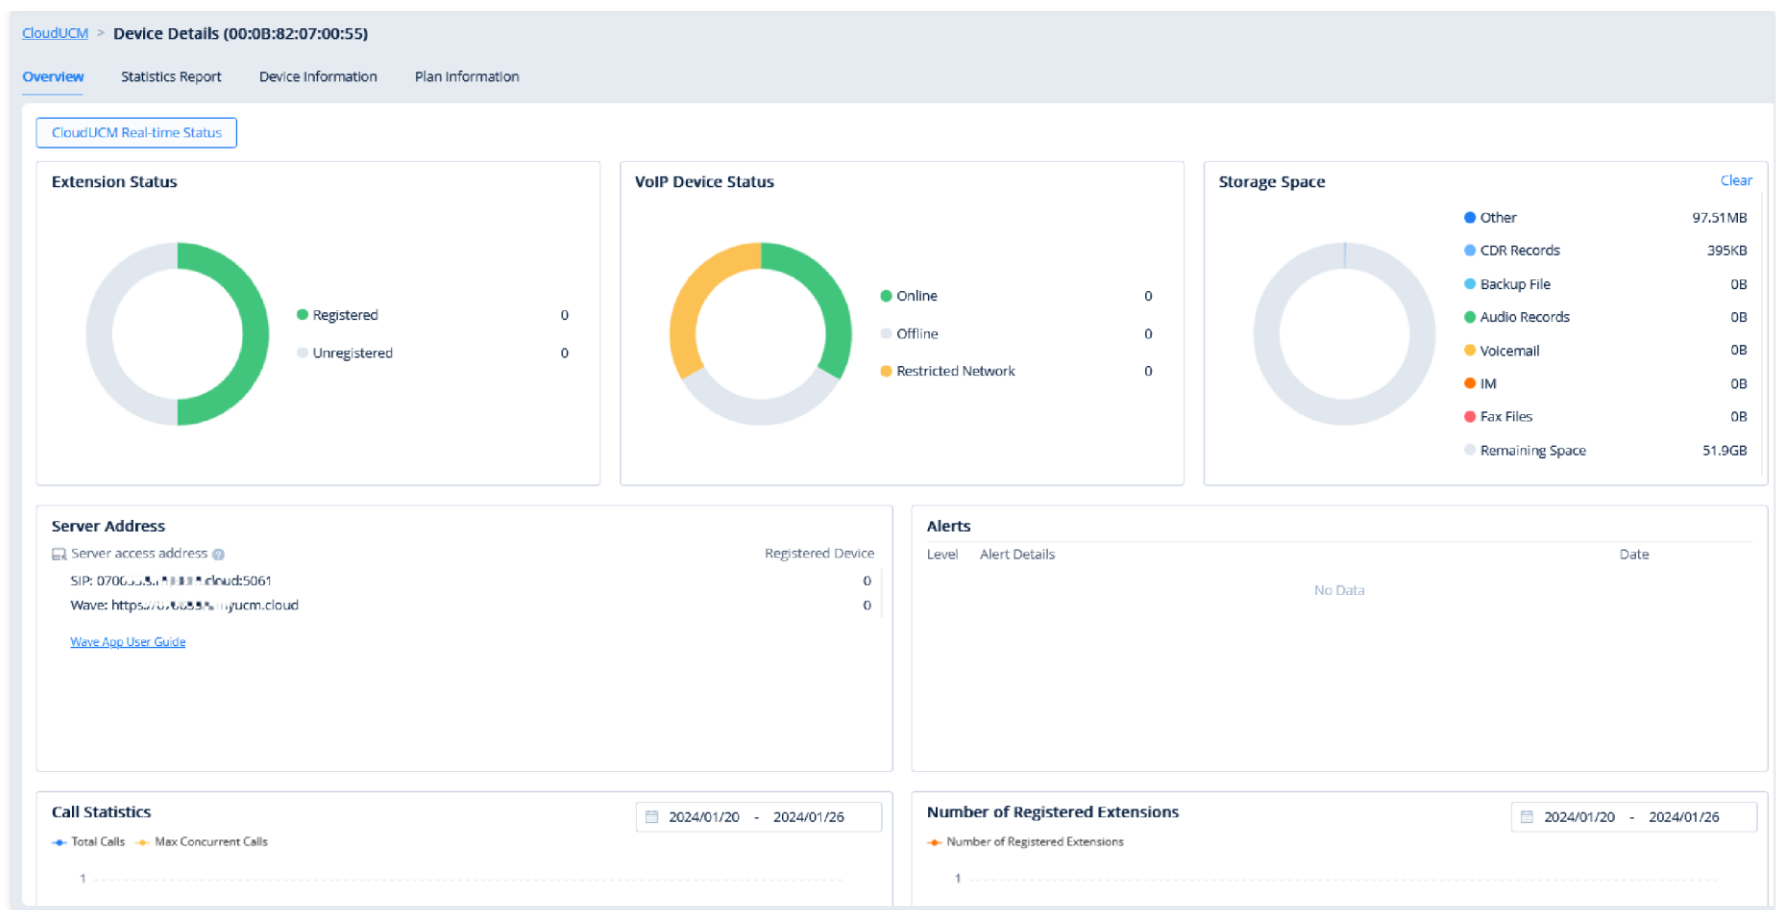 CloudUCM > Device Details (00:0B:82:07:00:55)
Overview Statistics Report Device Information Plan Information
CloudUCM Real-time Status
Extension Status
Registered 0
Unregistered 0
VoIP Device Status
Online 0
Offline 0
Restricted Network 0
Storage Space Clear
Other 97.51MB
CDR Records 395KB
Backup File 0B
Audio Records 0B
Voicemail 0B
IM 0B
Fax Files 0B
Remaining Space 51.9GB
Server Address
Server access address Registered Device
SIP: cloud:5061 0
Wave: 0
Wave App User Guide
Alerts
Level Alert Details Date
No Data
Call Statistics 2024/01/20 - 2024/01/26
Total Calls Max Concurrent Calls
1
Number of Registered Extensions 2024/01/20 - 2024/01/26
Number of Registered Extensions
1